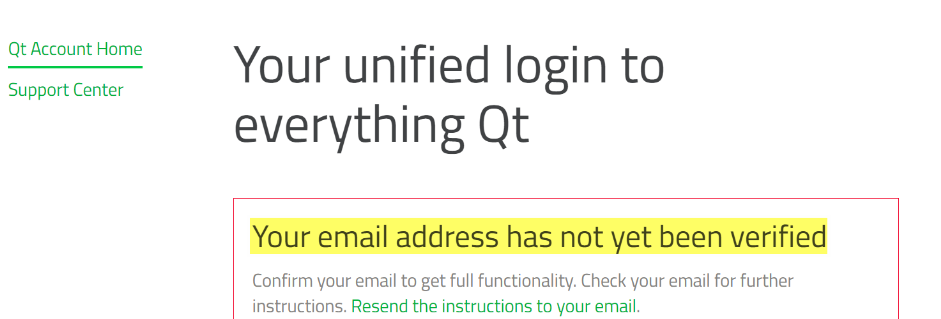 Qt Account Home
Support Center
Your unified login to
everything Qt
Your email address has not yet been verified
Confirm your email to get full functionality. Check your email for further
instructions. Resend the instructions to your email.